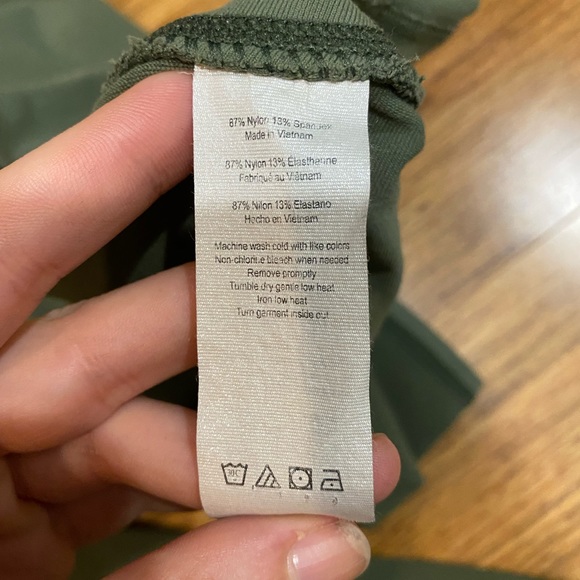 87% Nylon 13% Spandex
Made in Vietnam
87% Nylon 13% Élasthanne
Fabriqué au Viêtnam
87% Nilon 13% Elastano
Hecho en Vietnam
Machine wash cold with like colors
Non-chlorine bleach when needed
Remove promptly
Tumble dry gentle low heat
Iron low heat
Turn garment inside out
30C